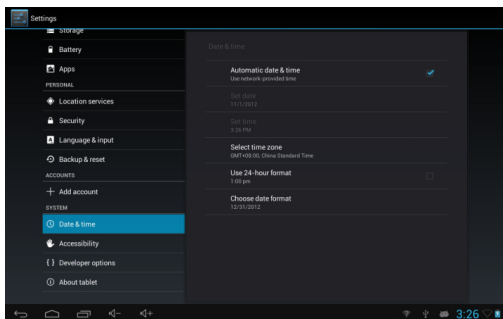 Settings
Storage
Battery
Apps
PERSONAL
Location services
Security
Language & input
Backup & reset
ACCOUNTS
Add account
SYSTEM
Date & time
Accessibility
Developer options
About tablet
Date & time
Automatic date & time
Use network-provided time
Set date
11/1/2012
Set time
3:26 PM
Select time zone
GMT+08:00, China Standard Time
Use 24-hour format
1:00 pm
Choose date format
12/31/2012
3:26